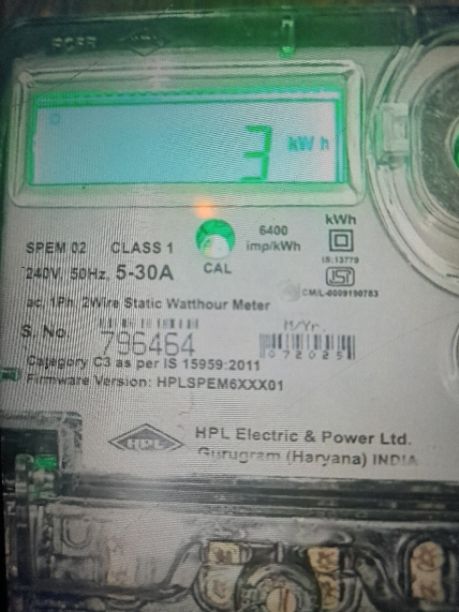 3 kWh
kWh
6400
imp/kWh
SPEM 02 CLASS 1
240V, 50Hz, 5-30A
CAL
IS:13779
ISI
CM/L-0009190783
ac, 1Ph, 2Wire Static Watthour Meter
M/Yr.
S. No. 796464
072025
Category C3 as per IS 15959:2011
Firmware Version: HPLSPEM6XXX01
HPL
HPL Electric & Power Ltd.
Gurugram (Haryana) INDIA